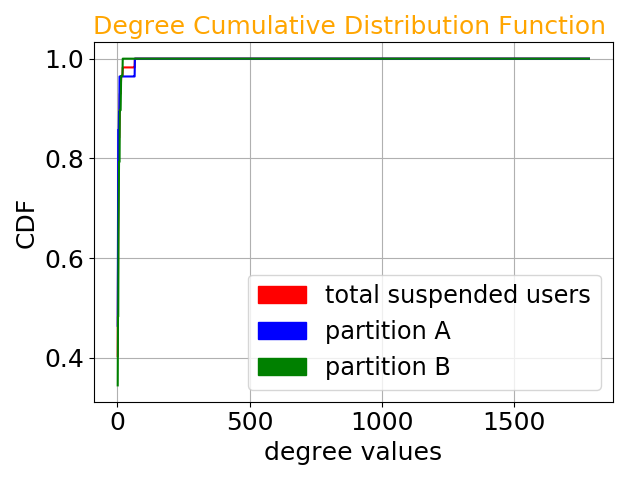 Degree Cumulative Distribution Function
1.0
0.8
0.6
0.4
CDF
total suspended users
partition A
partition B
0 500 1000 1500
degree values